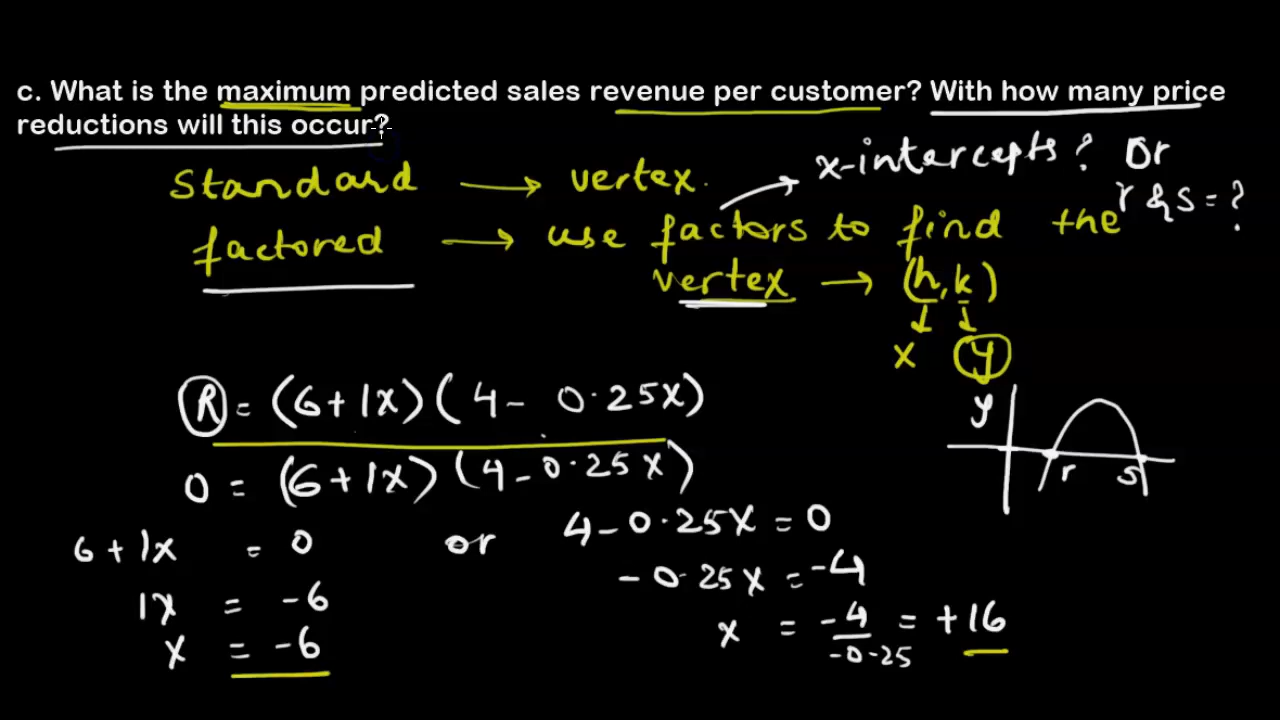 c. What is the maximum predicted sales revenue per customer? With how many price
reductions will this occur?
x-intercepts? Or
r & s = ?
Standard → vertex.
factored → use factors to find the
vertex → (h, k)
x y
R = (6 + 1x)(4 - 0.25x)
0 = (6 + 1x)(4 - 0.25x)
y
r s
6 + 1x = 0 or 4 - 0.25x = 0
1x = -6 -0.25x = -4
x = -6 x = -4/-0.25 = +16